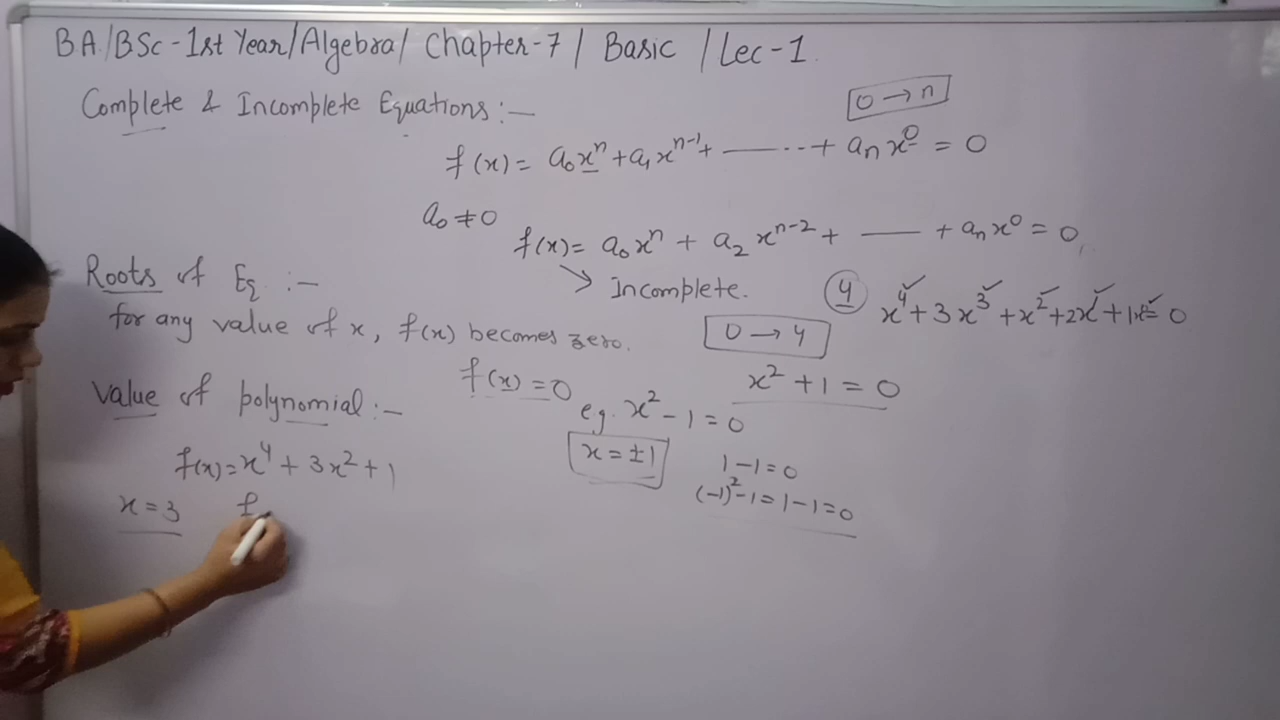 BA/BSc-1st Year/Algebra/ Chapter-7/ Basic /Lec-1.
Complete & Incomplete Equations:—
0→n
f(x)= a₀xⁿ+a₁xⁿ⁻¹+ —— ··+ aₙx⁰ = 0
a₀≠0
f(x)= a₀xⁿ + a₂xⁿ⁻² + —— + aₙx⁰ = 0
Incomplete.
Roots of Eq :—
4
x⁴+3x³+x²+2x¹+1x⁰=0
for any value of x, f(x) becomes zero.
0→4
f(x)=0
x²+1=0
Value of polynomial:—
eg. x²-1=0
x=±1
f(x)=x⁴+3x²+1
1-1=0
(-1)²-1=1-1=0
x=3 f